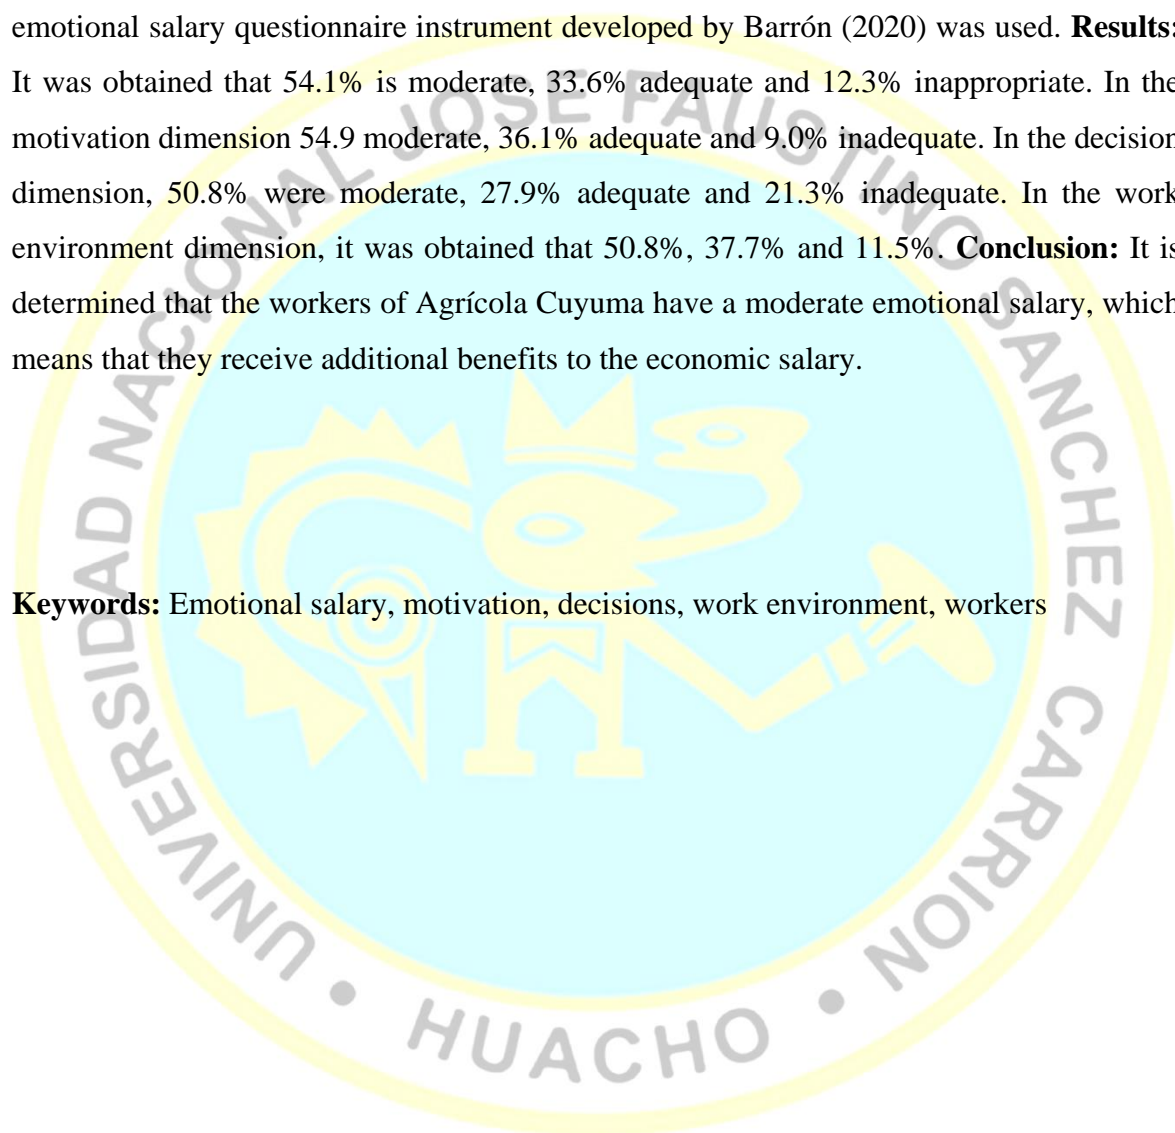 emotional salary questionnaire instrument developed by Barrón (2020) was used. Results:
It was obtained that 54.1% is moderate, 33.6% adequate and 12.3% inappropriate. In the
motivation dimension 54.9 moderate, 36.1% adequate and 9.0% inadequate. In the decision
dimension, 50.8% were moderate, 27.9% adequate and 21.3% inadequate. In the work
environment dimension, it was obtained that 50.8%, 37.7% and 11.5%. Conclusion: It is
determined that the workers of Agrícola Cuyuma have a moderate emotional salary, which
means that they receive additional benefits to the economic salary.
Keywords: Emotional salary, motivation, decisions, work environment, workers
UNIVERSIDAD NACIONAL JOSE FAUSTINO SANCHEZ CARRION • HUACHO •